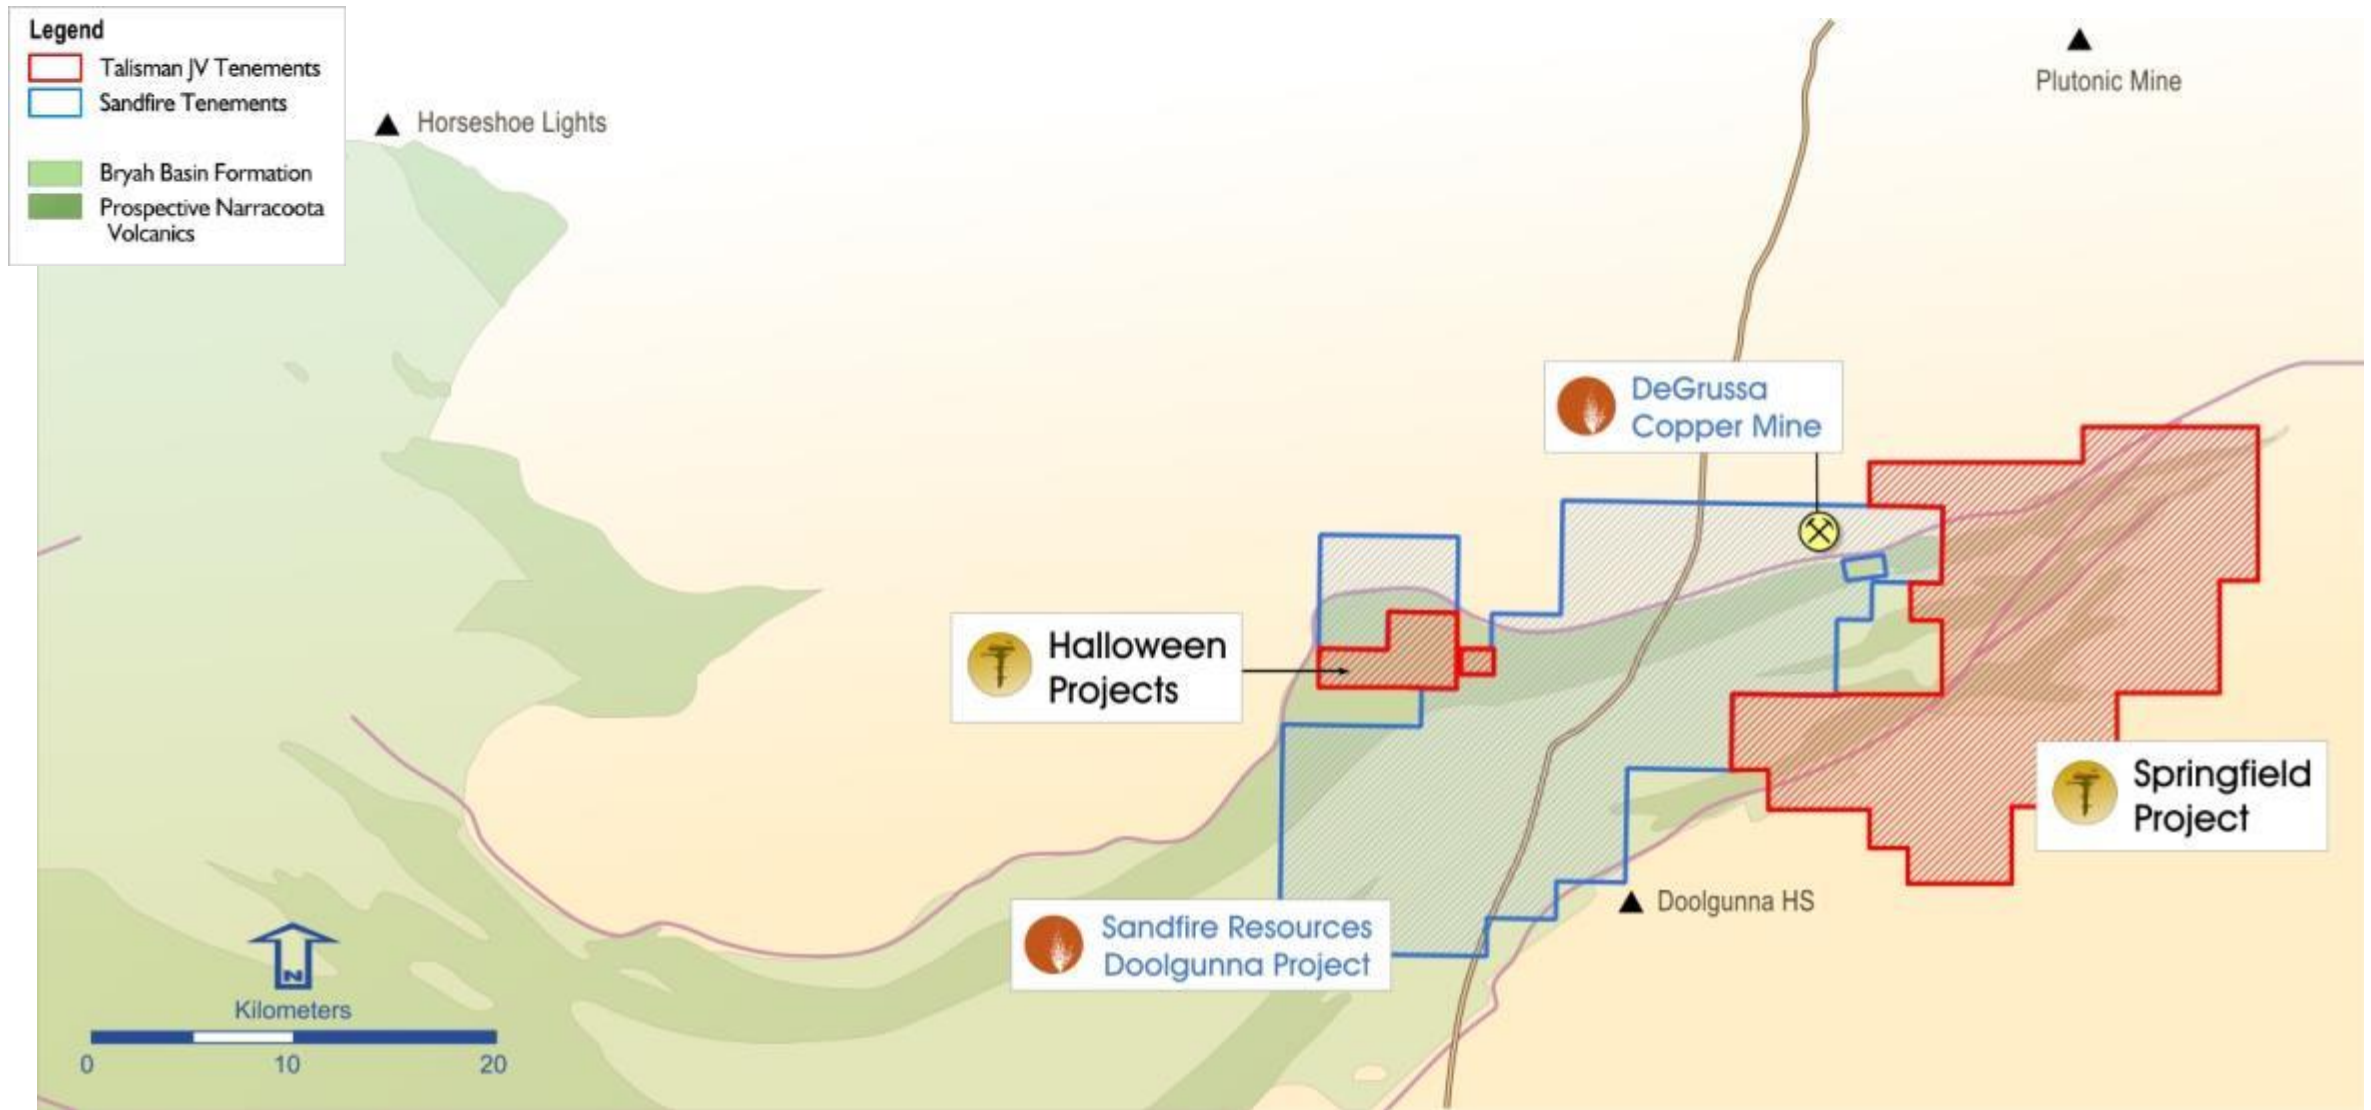 Legend
Talisman JV Tenements
Sandfire Tenements
Bryah Basin Formation
Prospective Narracoota
Volcanics
Horseshoe Lights
Plutonic Mine
DeGrussa
Copper Mine
Halloween
Projects
Springfield
Project
Doolgunna HS
Sandfire Resources
Doolgunna Project
N
Kilometers
0 10 20